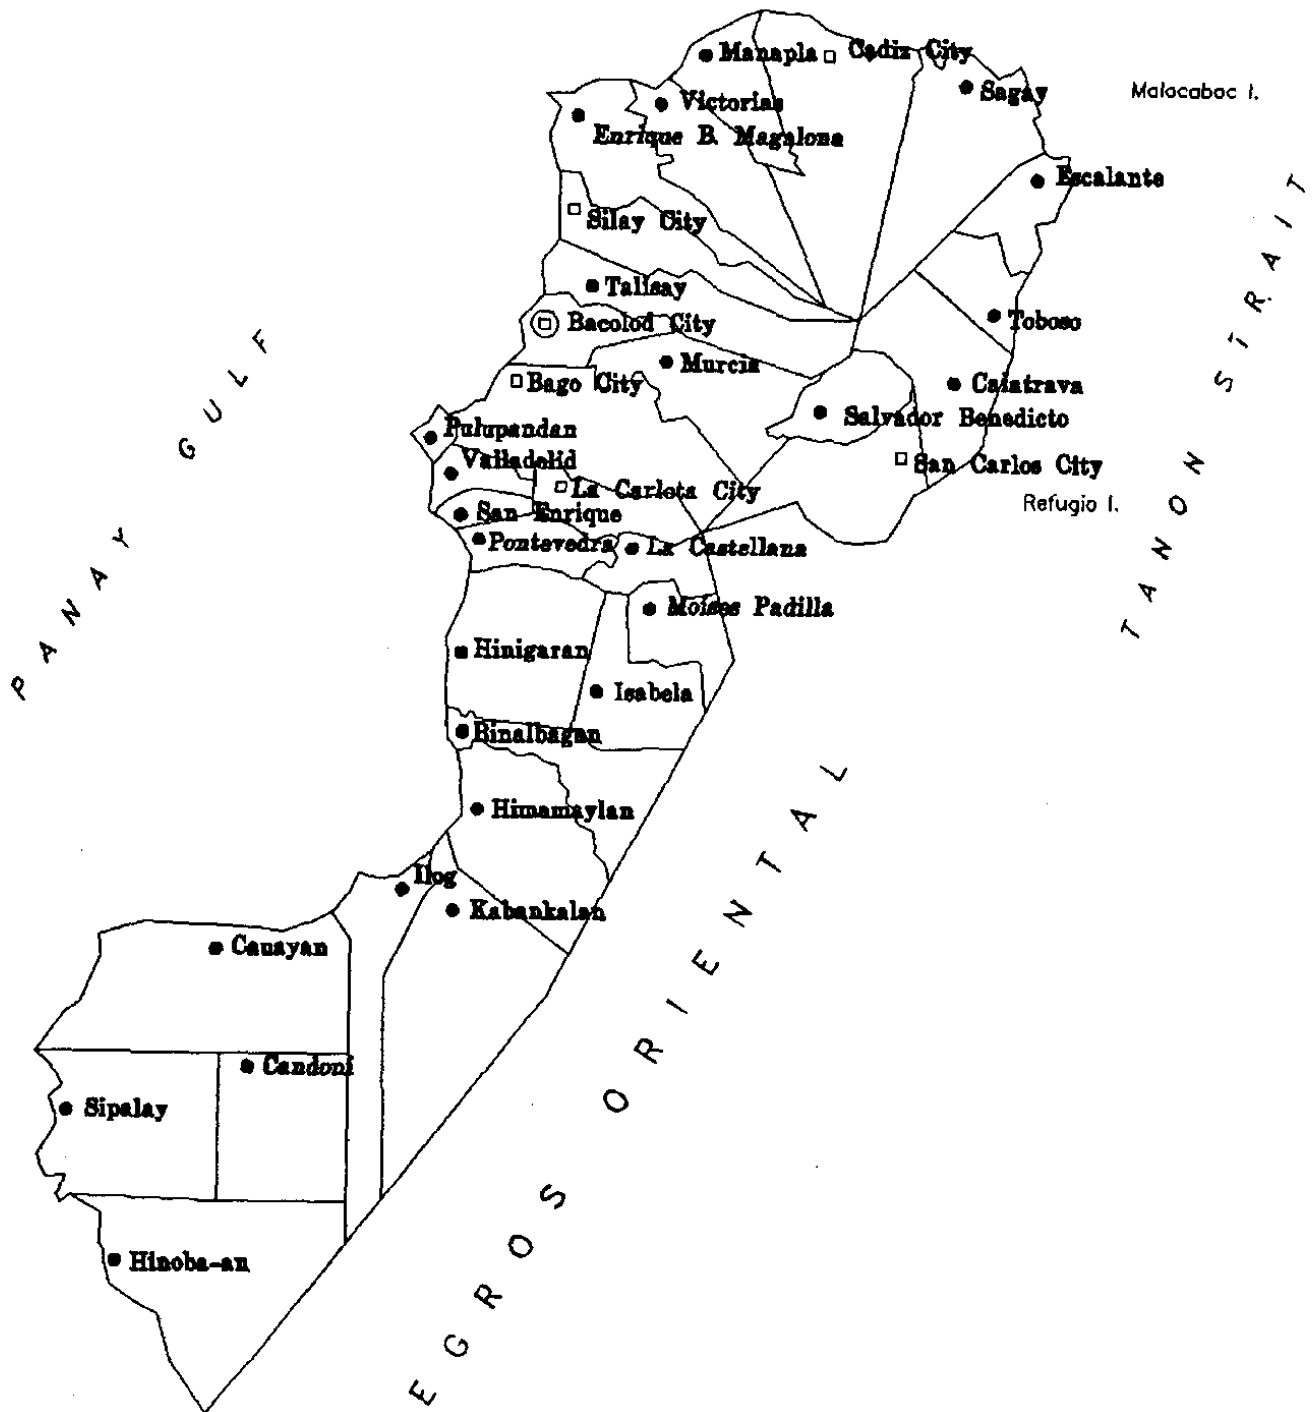 Manapla
Cadiz City
Sagay
Malocabac I.
Victorias
Enrique B. Magalona
Escalante
Silay City
Talisay
Toboso
Bacolod City
Murcia
Bago City
Calatrava
Salvador Benedicto
Pulupandan
Valladolid
San Carlos City
La Carlota City
Refugio I.
San Enrique
Pontevedra
La Castellana
Moises Padilla
Hinigaran
Isabela
Binalbagan
Himamaylan
Ilog
Kabankalan
Cauayan
Candoni
Sipalay
Hinoba-an
PANAY GULF
TANON STRAIT
EGROS ORIENTAL